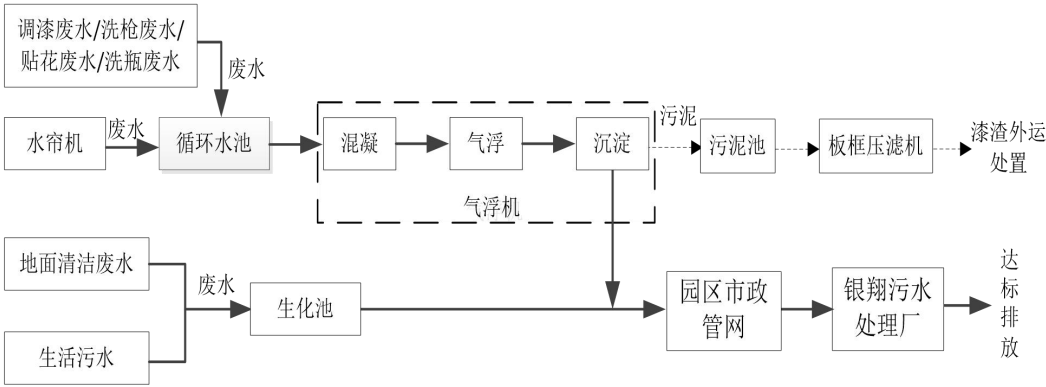 调漆废水/洗枪废水/
贴花废水/洗瓶废水
废水
水帘机
废水
循环水池
混凝
气浮
沉淀
气浮机
污泥
污泥池
板框压滤机
漆渣外运
处置
地面清洁废水
生活污水
废水
生化池
园区市政
管网
银翔污水
处理厂
达
标
排
放